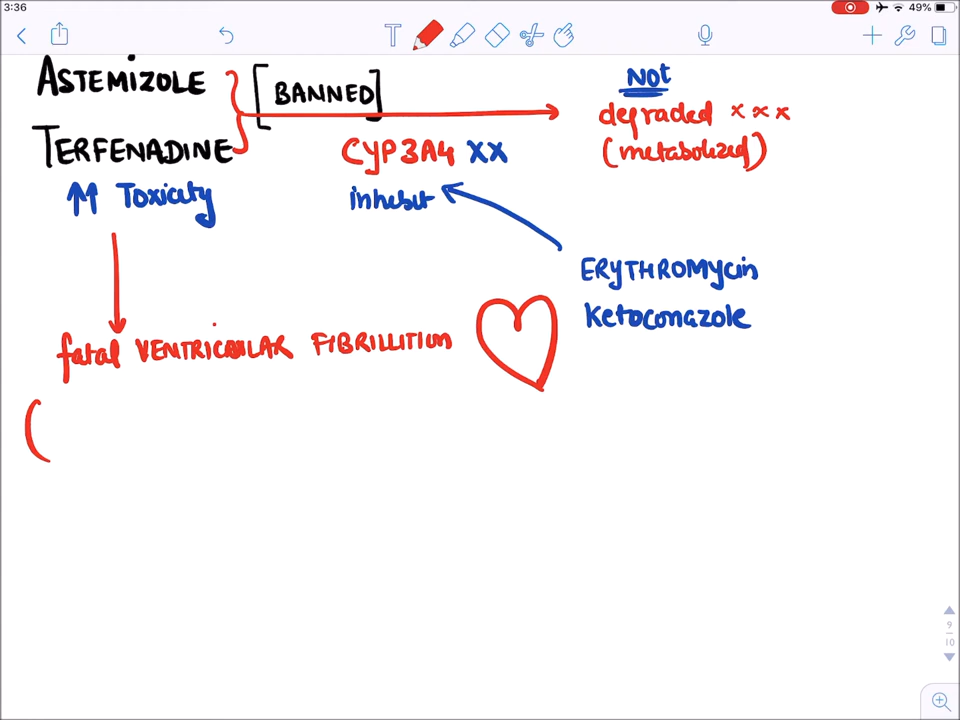 3:36
49%
T
ASTEMIZOLE
[BANNED]
NOT
degraded x x x
TERFENADINE
CYP3A4 XX
(metabolized)
↑↑ Toxicity
inhibit
ERYTHROMYcin
Ketoconazole
fatal VENTRICULAR FIBRILLITION
(
9
10